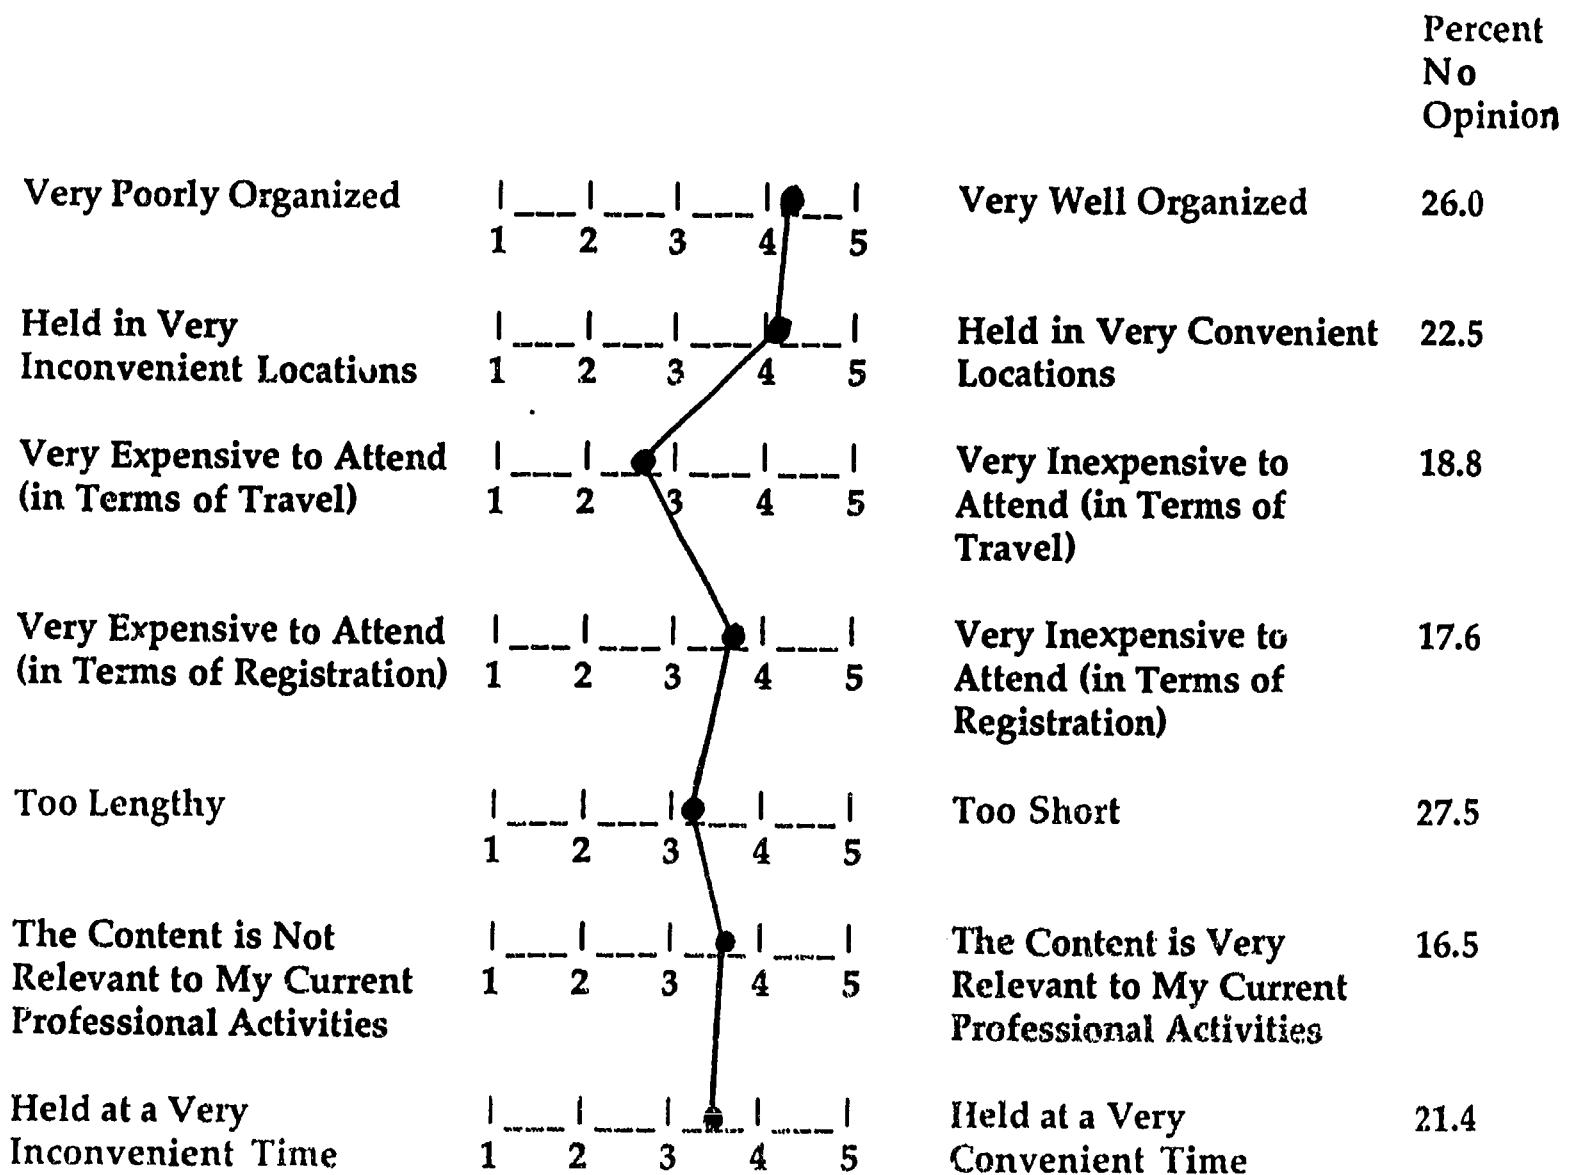 Percent
No
Opinion
Very Poorly Organized 1 2 3 4 5 Very Well Organized 26.0
Held in Very
Inconvenient Locations 1 2 3 4 5 Held in Very Convenient
Locations 22.5
Very Expensive to Attend
(in Terms of Travel) 1 2 3 4 5 Very Inexpensive to
Attend (in Terms of
Travel) 18.8
Very Expensive to Attend
(in Terms of Registration) 1 2 3 4 5 Very Inexpensive to
Attend (in Terms of
Registration) 17.6
Too Lengthy 1 2 3 4 5 Too Short 27.5
The Content is Not
Relevant to My Current
Professional Activities 1 2 3 4 5 The Content is Very
Relevant to My Current
Professional Activities 16.5
Held at a Very
Inconvenient Time 1 2 3 4 5 Held at a Very
Convenient Time 21.4